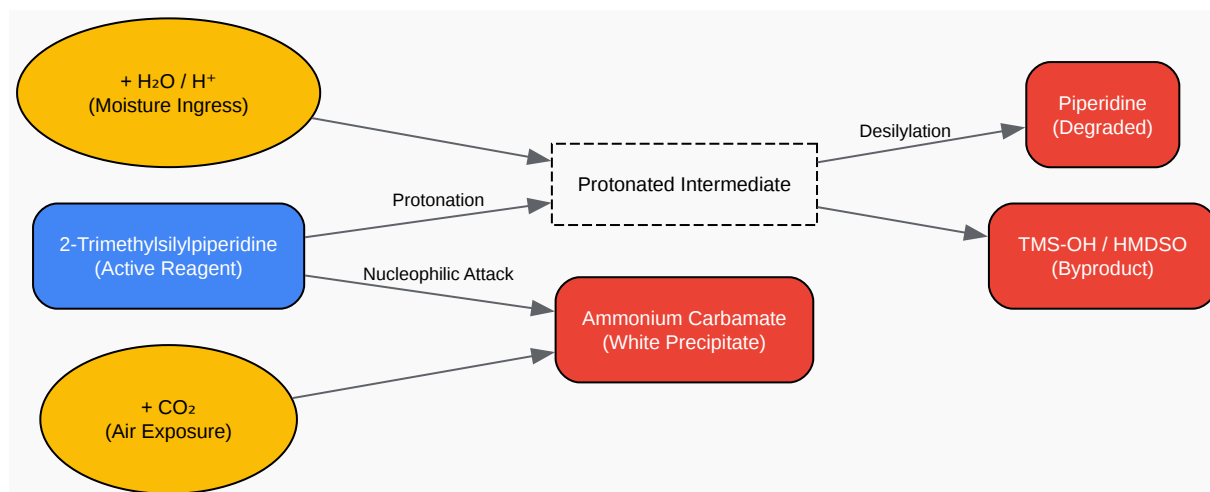 + H₂O / H⁺
(Moisture Ingress)
2-Trimethylsilylpiperidine
(Active Reagent)
+ CO₂
(Air Exposure)
Protonation
Nucleophilic Attack
Protonated Intermediate
Ammonium Carbamate
(White Precipitate)
Desilylation
Piperidine
(Degraded)
TMS-OH / HMDSO
(Byproduct)